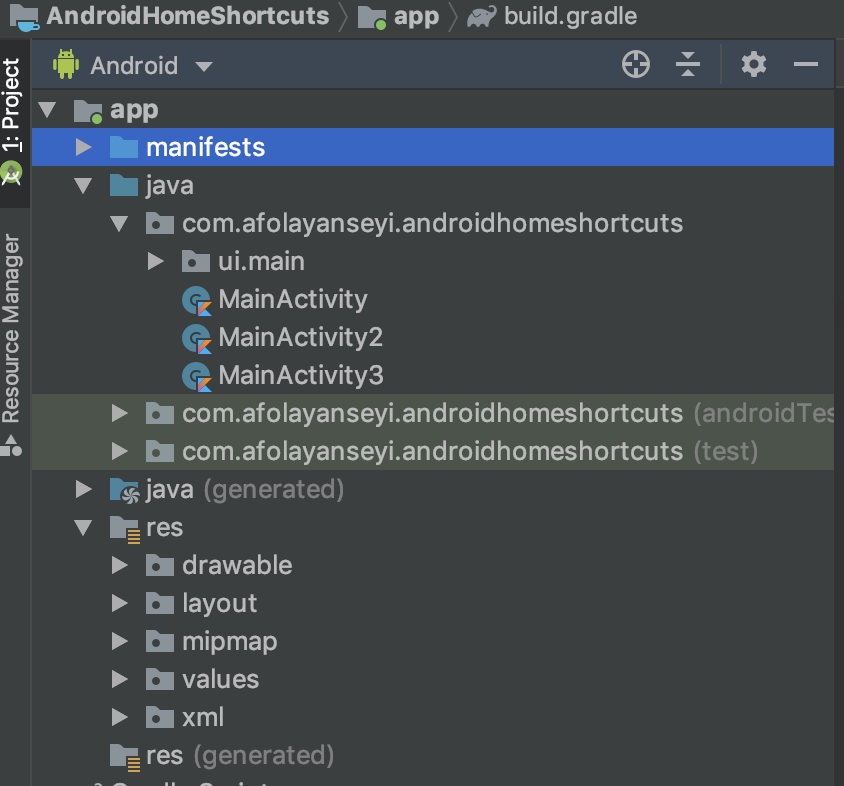 AndroidHomeShortcuts app build.gradle
Android
1: Project
Resource Manager
app
manifests
java
com.afolayanseyi.androidhomeshortcuts
ui.main
MainActivity
MainActivity2
MainActivity3
com.afolayanseyi.androidhomeshortcuts (androidTes
com.afolayanseyi.androidhomeshortcuts (test)
java (generated)
res
drawable
layout
mipmap
values
xml
res (generated)